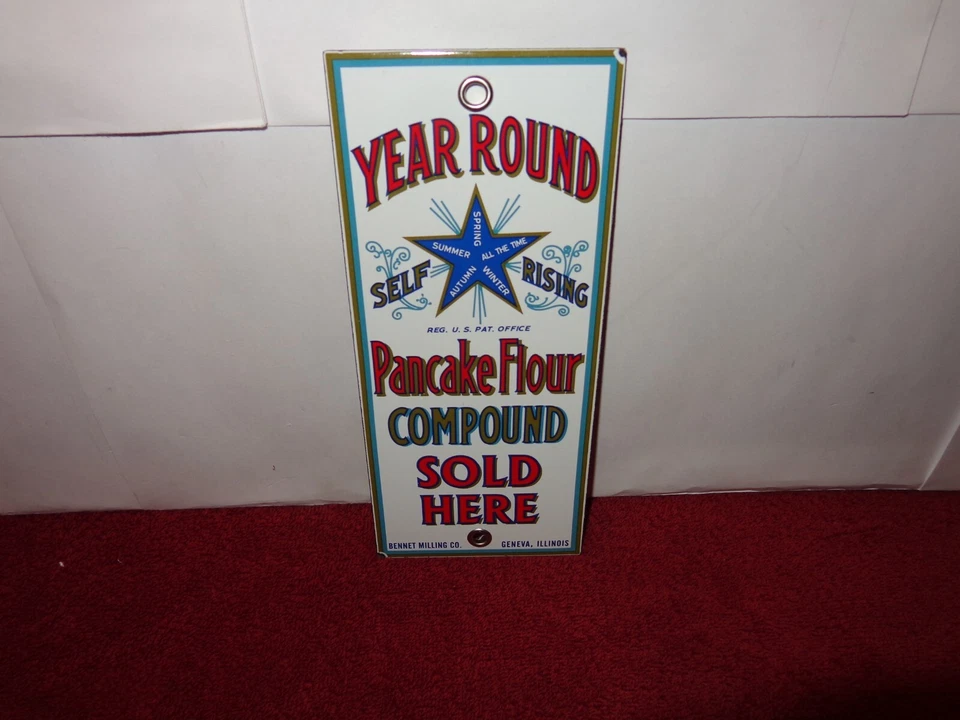 YEAR ROUND
SPRING
SUMMER
ALL THE TIME
AUTUMN
WINTER
SELF RISING
REG. U. S. PAT. OFFICE
Pancake Flour
COMPOUND
SOLD
HERE
BENNET MILLING CO. GENEVA, ILLINOIS